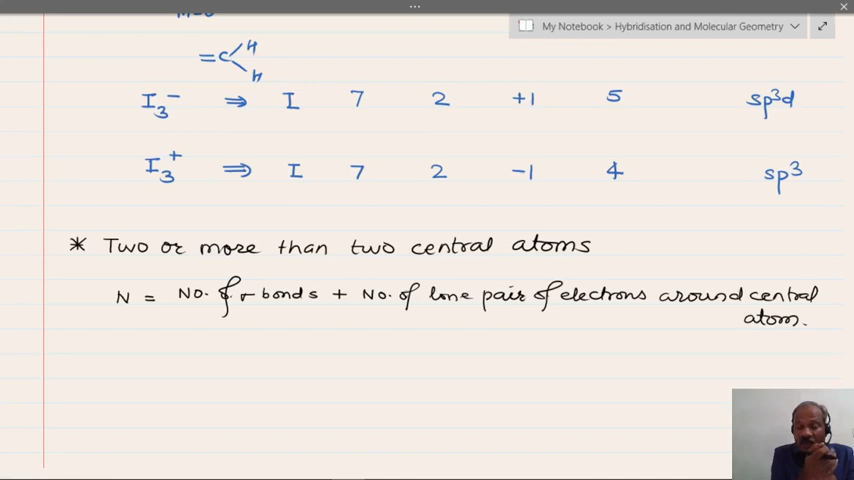 My Notebook > Hybridisation and Molecular Geometry
= C H
H
I3- ⇒ I 7 2 +1 5 sp3d
I3+ ⇒ I 7 2 -1 4 sp3
* Two or more than two central atoms
N = No. of σ bonds + No. of lone pair of electrons around central
atom.